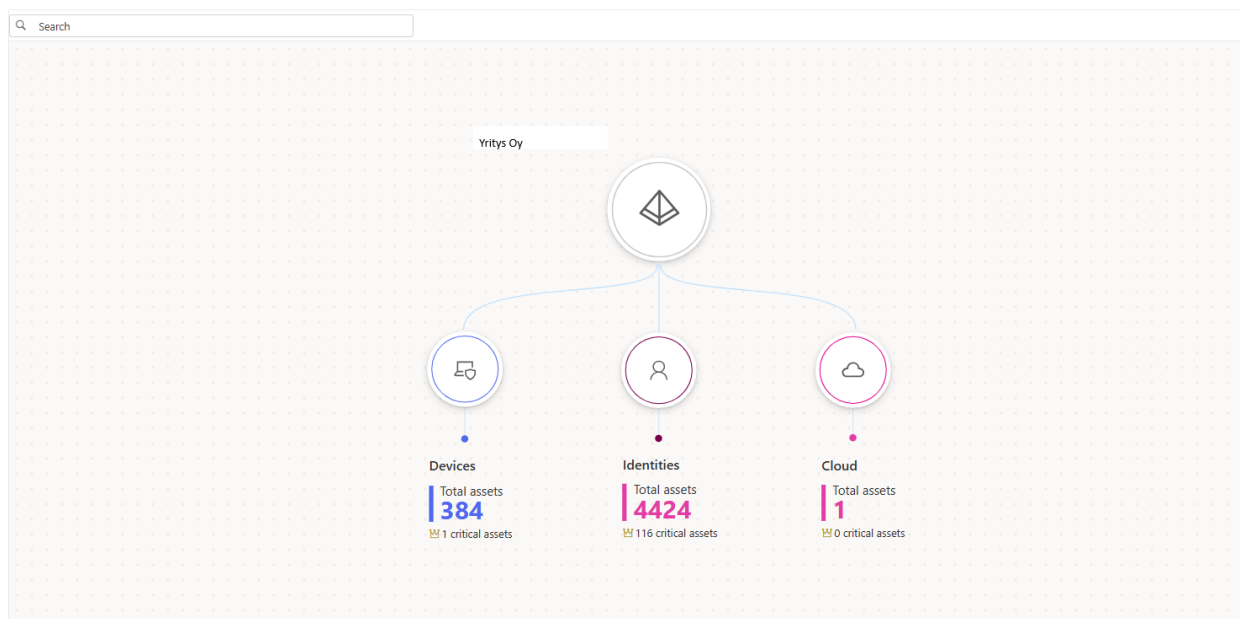 Search
Yritys Oy
Devices
Total assets
384
1 critical assets
Identities
Total assets
4424
116 critical assets
Cloud
Total assets
1
0 critical assets